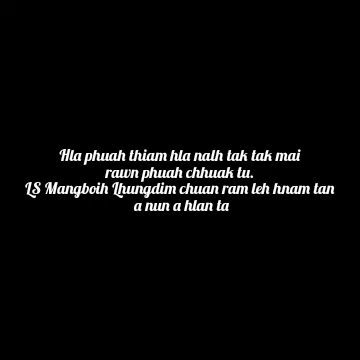 Hla phuah thiam hla nalh tak tak mai
rawn phuah chhuak tu.
LS Mangboih Lhungdim chuan ram leh hnam tan
a nun a hlan ta